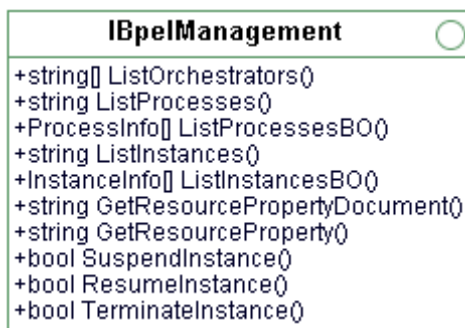 IBpelManagement
+string[] ListOrchestrators()
+string ListProcesses()
+ProcessInfo[] ListProcessesBO()
+string ListInstances()
+InstanceInfo[] ListInstancesBO()
+string GetResourcePropertyDocument()
+string GetResourceProperty()
+bool SuspendInstance()
+bool ResumeInstance()
+bool TerminateInstance()